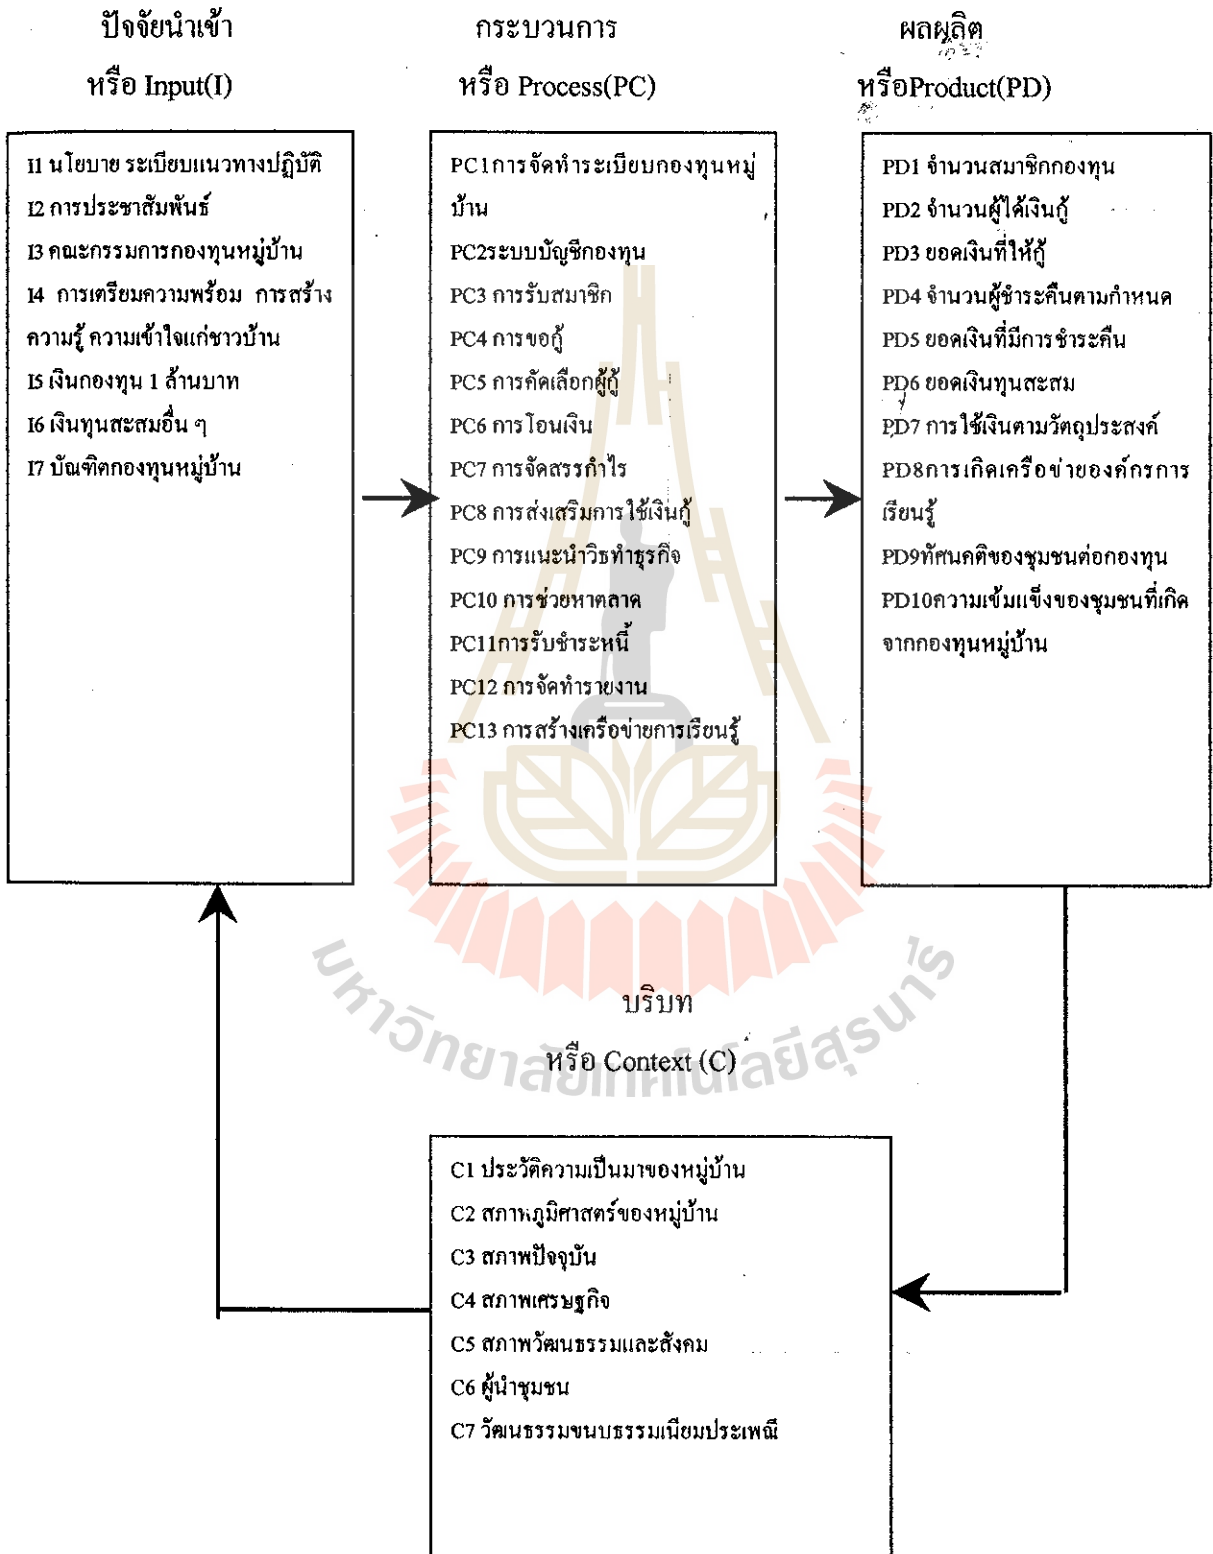 ปัจจัยนำเข้า
หรือ Input(I)
I1 นโยบาย ระเบียบแนวทางปฏิบัติ
I2 การประชาสัมพันธ์
I3 คณะกรรมการกองทุนหมู่บ้าน
I4 การเตรียมความพร้อม การสร้าง
ความรู้ ความเข้าใจแก่ชาวบ้าน
I5 เงินกองทุน 1 ล้านบาท
I6 เงินทุนสะสมอื่น ๆ
I7 บัณฑิตกองทุนหมู่บ้าน
กระบวนการ
หรือ Process(PC)
PC1การจัดทำระเบียบกองทุนหมู่
บ้าน
PC2ระบบบัญชีกองทุน
PC3 การรับสมาชิก
PC4 การขอกู้
PC5 การคัดเลือกผู้กู้
PC6 การโอนเงิน
PC7 การจัดสรรกำไร
PC8 การส่งเสริมการใช้เงินกู้
PC9 การแนะนำวิธทำธุรกิจ
PC10 การช่วยหาตลาด
PC11การรับชำระหนี้
PC12 การจัดทำรายงาน
PC13 การสร้างเครือข่ายการเรียนรู้
ผลผลิต
หรือProduct(PD)
PD1 จำนวนสมาชิกกองทุน
PD2 จำนวนผู้ได้เงินกู้
PD3 ยอดเงินที่ให้กู้
PD4 จำนวนผู้ชำระคืนตามกำหนด
PD5 ยอดเงินที่มีการชำระคืน
PD6 ยอดเงินทุนสะสม
PD7 การใช้เงินตามวัตถุประสงค์
PD8การเกิดเครือข่ายองค์กรการ
เรียนรู้
PD9ทัศนคติของชุมชนต่อกองทุน
PD10ความเข้มแข็งของชุมชนที่เกิด
จากกองทุนหมู่บ้าน
มหาวิทยาลัยเทคโนโลยีสุรนารี
บริบท
หรือ Context (C)
C1 ประวัติความเป็นมาของหมู่บ้าน
C2 สภาพภูมิศาสตร์ของหมู่บ้าน
C3 สภาพปัจจุบัน
C4 สภาพเศรษฐกิจ
C5 สภาพวัฒนธรรมและสังคม
C6 ผู้นำชุมชน
C7 วัฒนธรรมขนบธรรมเนียมประเพณี